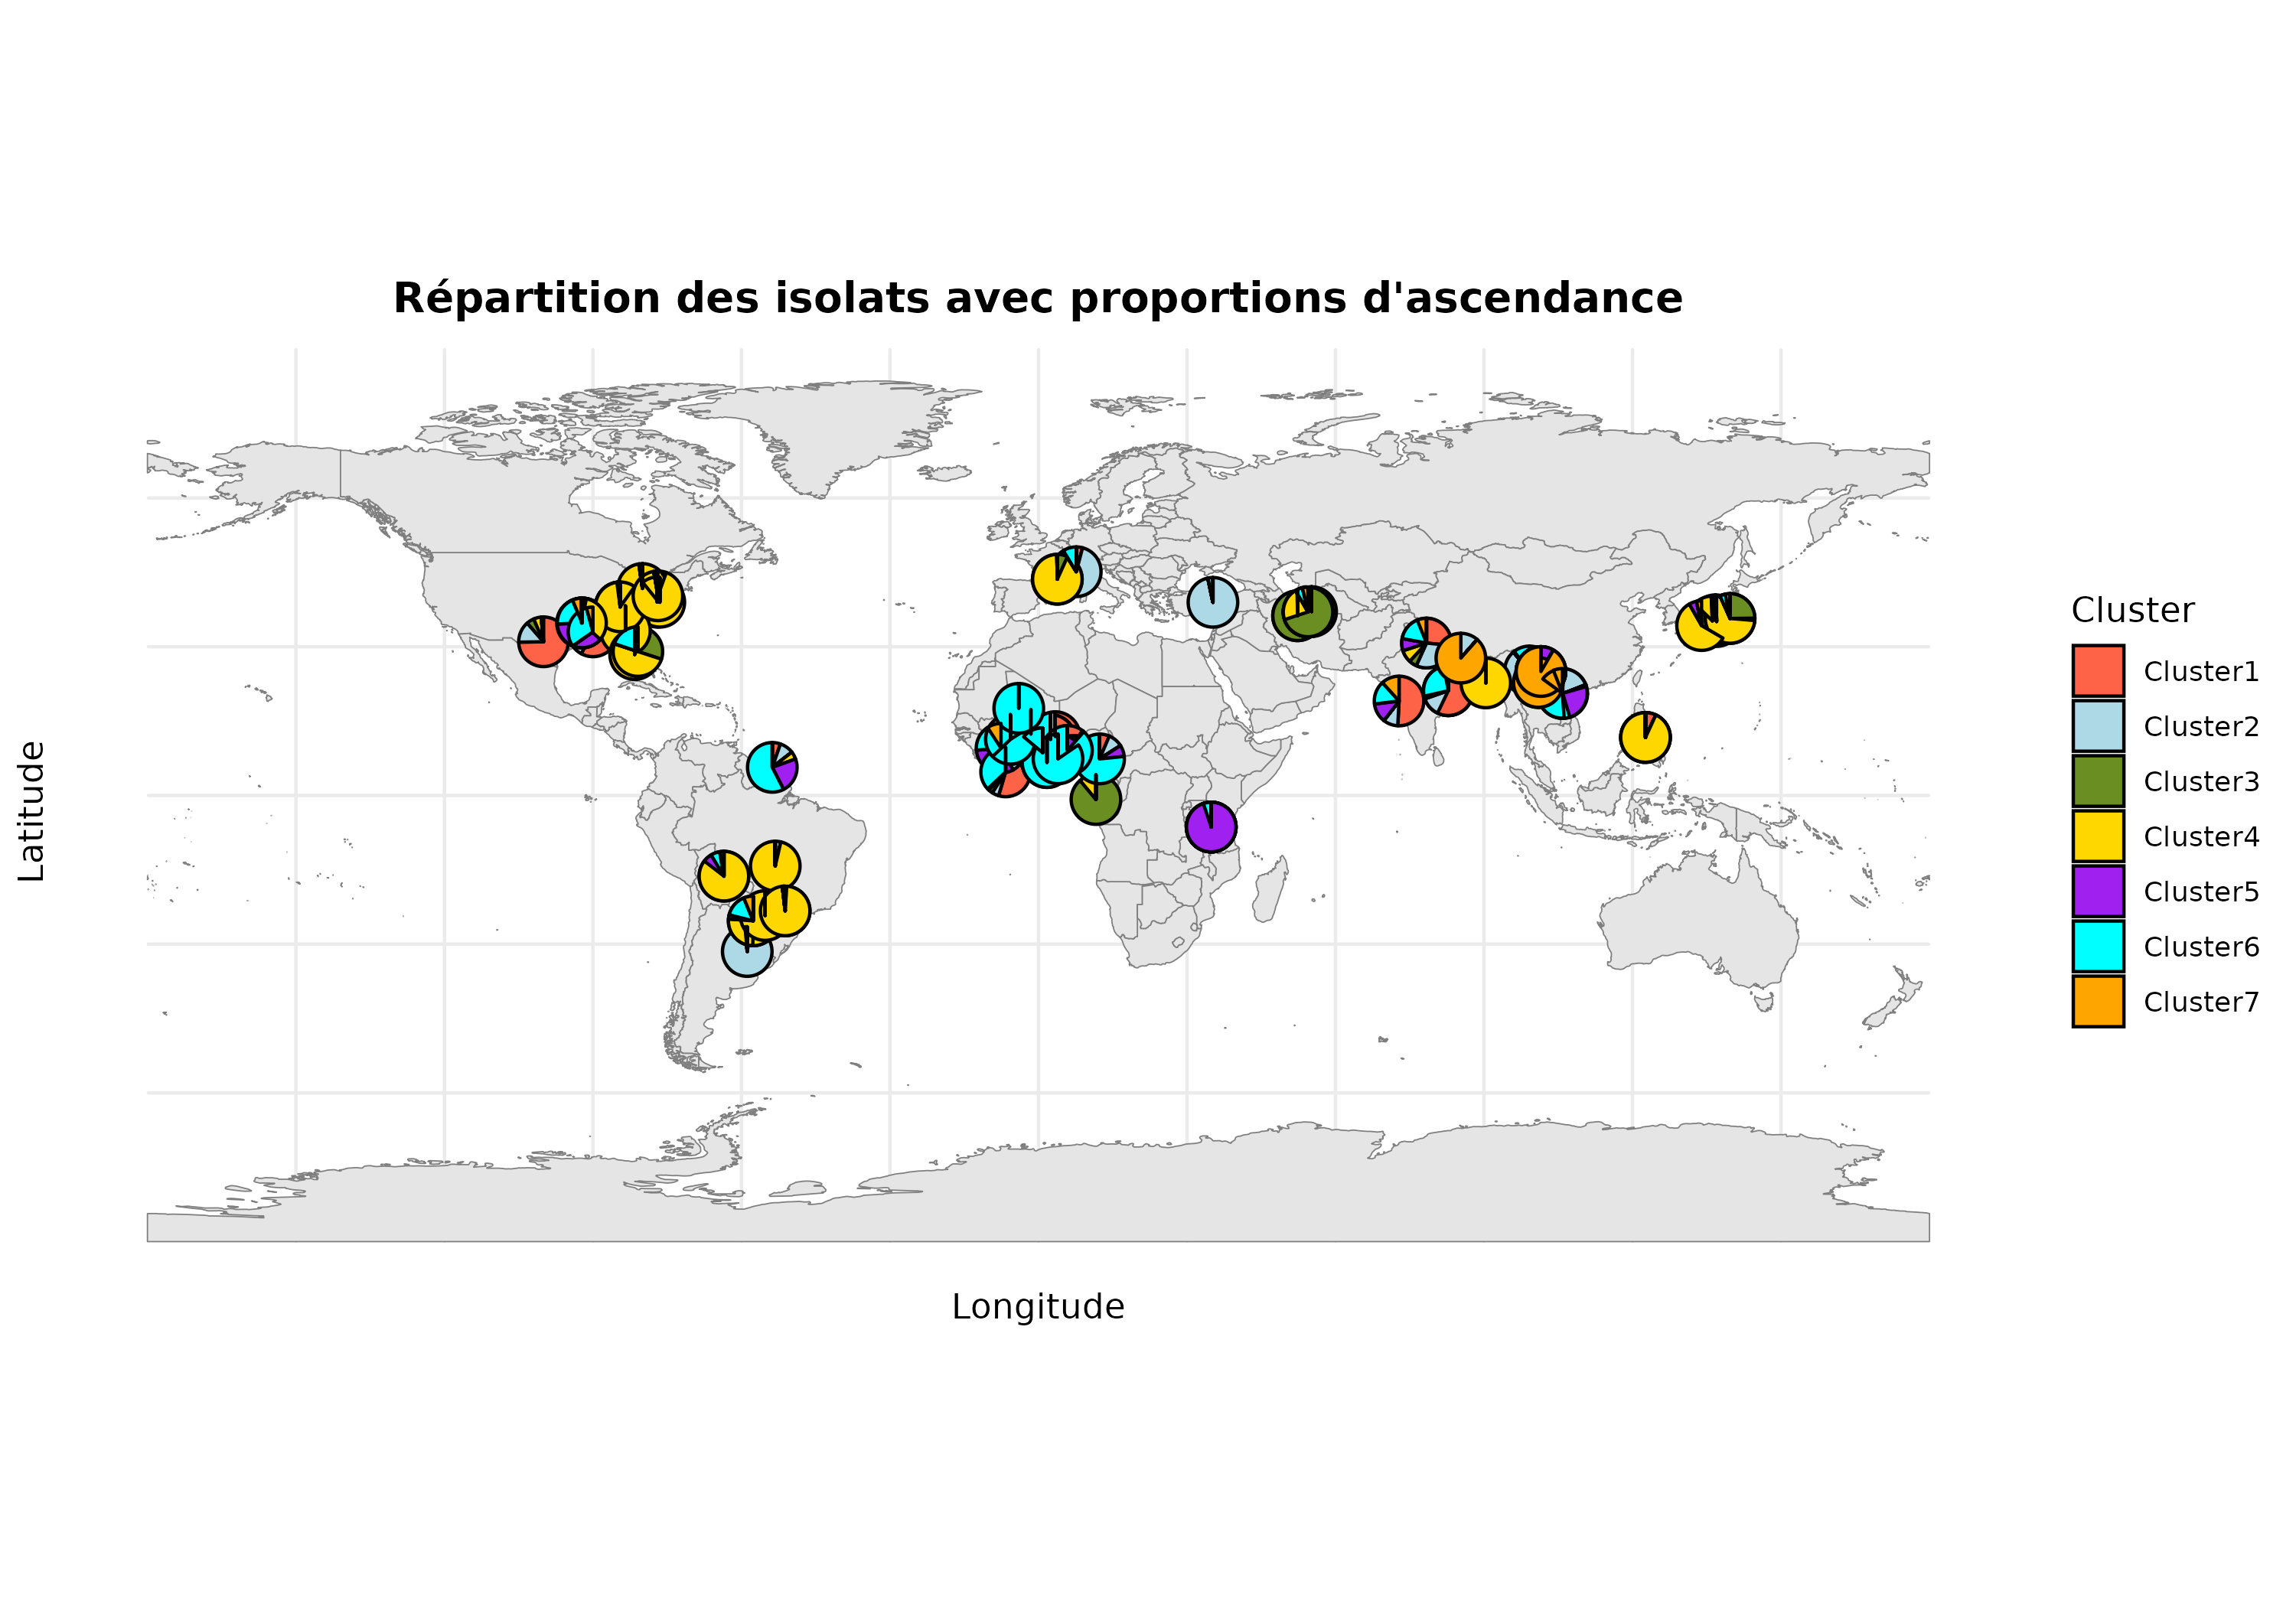 Répartition des isolats avec proportions d'ascendance
Latitude
Longitude
Cluster
Cluster1
Cluster2
Cluster3
Cluster4
Cluster5
Cluster6
Cluster7